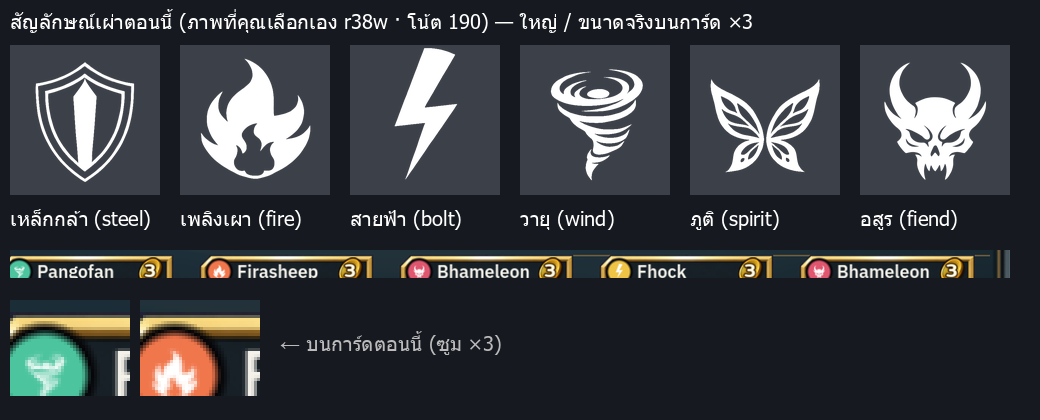 สัญลักษณ์เผ่าตอนนี้ (ภาพที่คุณเลือกเอง r38w · โน้ต 190) — ใหญ่ / ขนาดจริงบนการ์ด ×3
เหล็กกล้า (steel) เพลิงเผา (fire) สายฟ้า (bolt) วายุ (wind) ภูติ (spirit) อสูร (fiend)
Pangofan 3 Firasheep 3 Bhameleon 3 Fhock 3 Bhameleon 3
← บนการ์ดตอนนี้ (ซูม ×3)